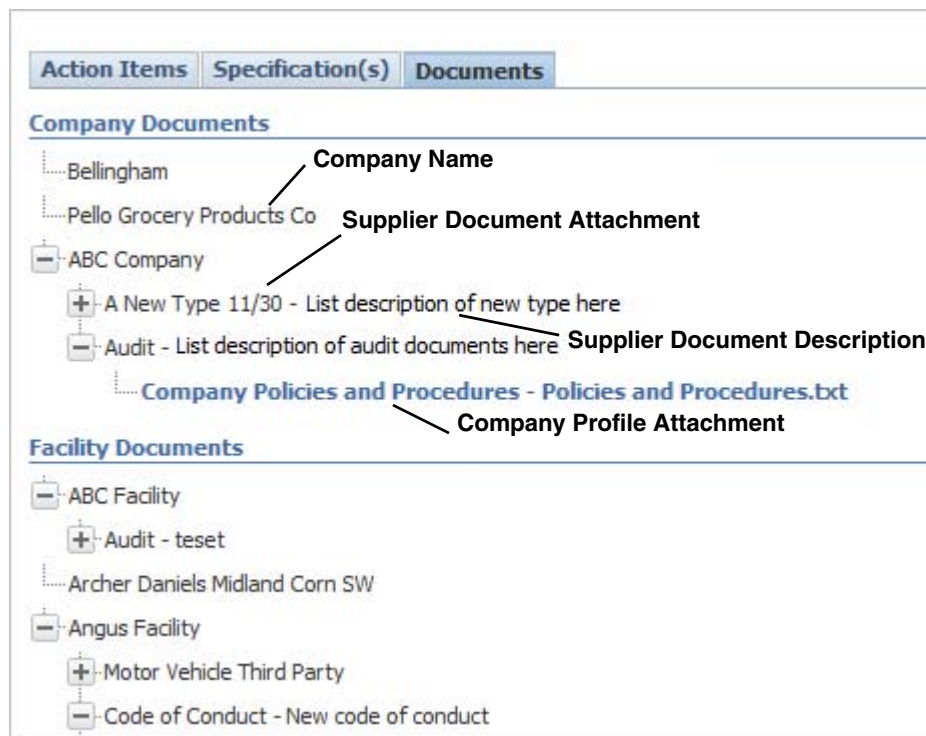 Action Items Specification(s) Documents
Company Documents
Bellingham
Company Name
Pello Grocery Products Co
Supplier Document Attachment
ABC Company
A New Type 11/30 - List description of new type here
Supplier Document Description
Audit - List description of audit documents here
Company Policies and Procedures - Policies and Procedures.txt
Company Profile Attachment
Facility Documents
ABC Facility
Audit - teset
Archer Daniels Midland Corn SW
Angus Facility
Motor Vehicle Third Party
Code of Conduct - New code of conduct